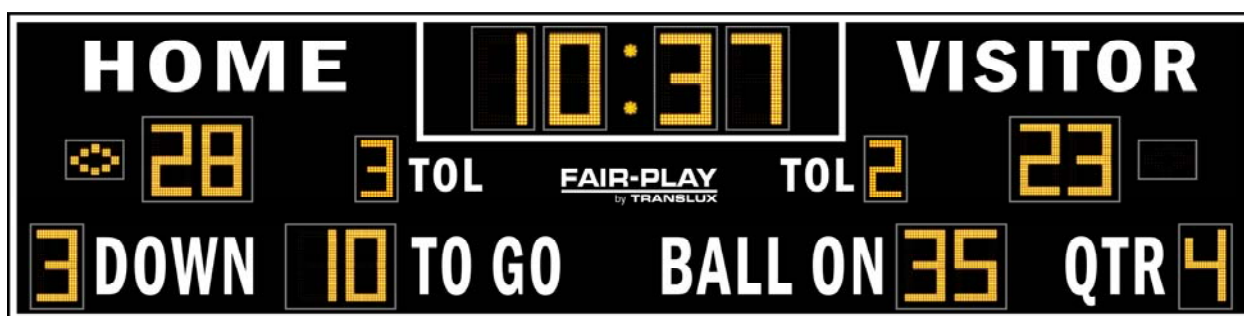 HOME 10:37 VISITOR
28 3 TOL FAIR-PLAY TOL 2 23
by TRANSLUX
3 DOWN 10 TO GO BALL ON 35 QTR 4